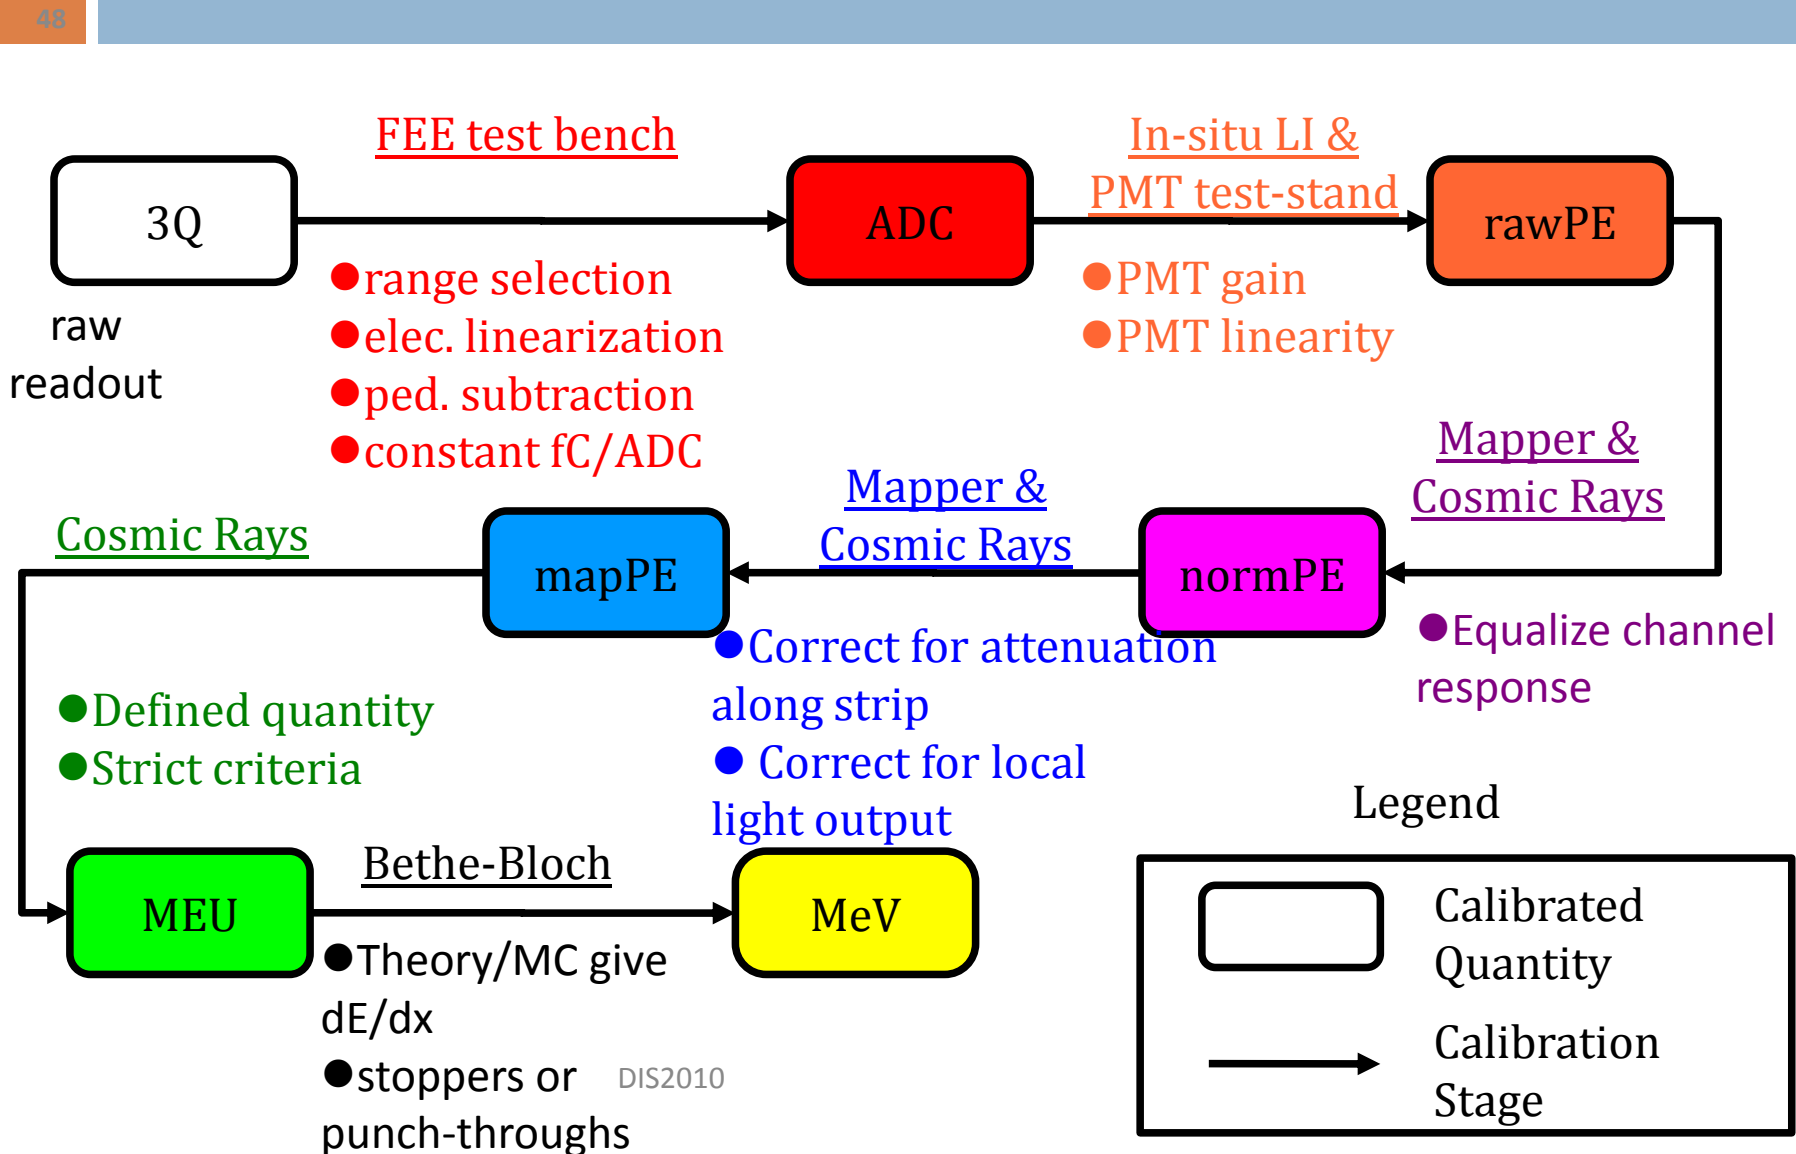 48
FEE test bench
In-situ LI &
PMT test-stand
3Q
ADC
rawPE
raw
readout
●range selection
●elec. linearization
●ped. subtraction
●constant fC/ADC
●PMT gain
●PMT linearity
Mapper &
Cosmic Rays
Mapper &
Cosmic Rays
Cosmic Rays
mapPE
normPE
●Equalize channel
response
●Correct for attenuation
along strip
● Correct for local
light output
●Defined quantity
●Strict criteria
Legend
Bethe-Bloch
MEU
MeV
Calibrated
Quantity
●Theory/MC give
dE/dx
●stoppers or
punch-throughs
DIS2010
Calibration
Stage